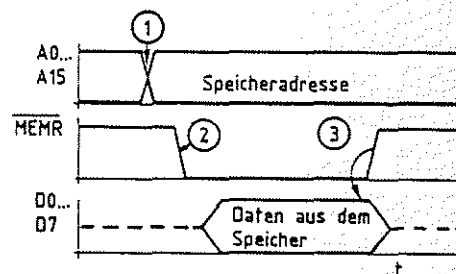 1
A0...
A15
Speicheradresse
MEMR
2
3
D0...
D7
Daten aus dem
Speicher
t